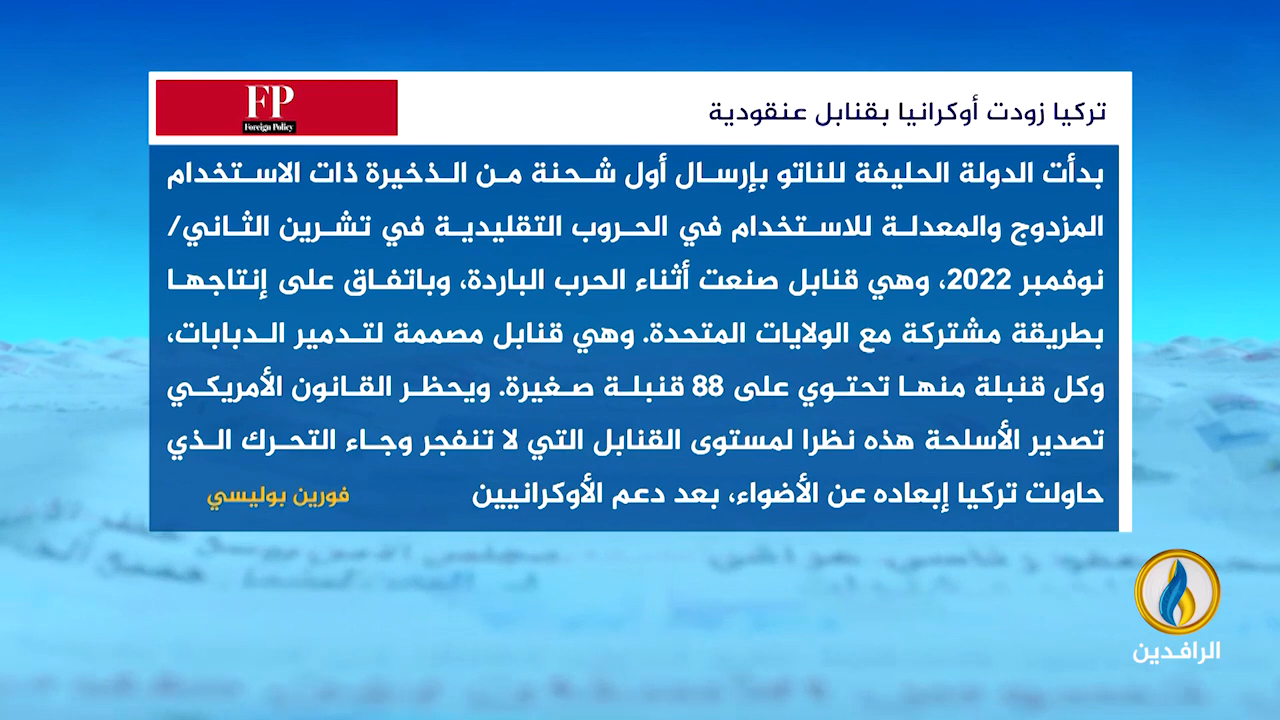 FP
Foreign Policy
تركيا زودت أوكرانيا بقنابل عنقودية
بدأت الدولة الحليفة للناتو بإرسال أول شحنة من الذخيرة ذات الاستخدام
المزدوج والمعدلة للاستخدام في الحروب التقليدية في تشرين الثاني/
نوفمبر 2022، وهي قنابل صنعت أثناء الحرب الباردة، وباتفاق على إنتاجها
بطريقة مشتركة مع الولايات المتحدة. وهي قنابل مصممة لتدمير الدبابات،
وكل قنبلة منها تحتوي على 88 قنبلة صغيرة. ويحظر القانون الأمريكي
تصدير الأسلحة هذه نظرا لمستوى القنابل التي لا تنفجر وجاء التحرك الذي
حاولت تركيا إبعاده عن الأضواء، بعد دعم الأوكرانيين
فورين بوليسي
الرافدين